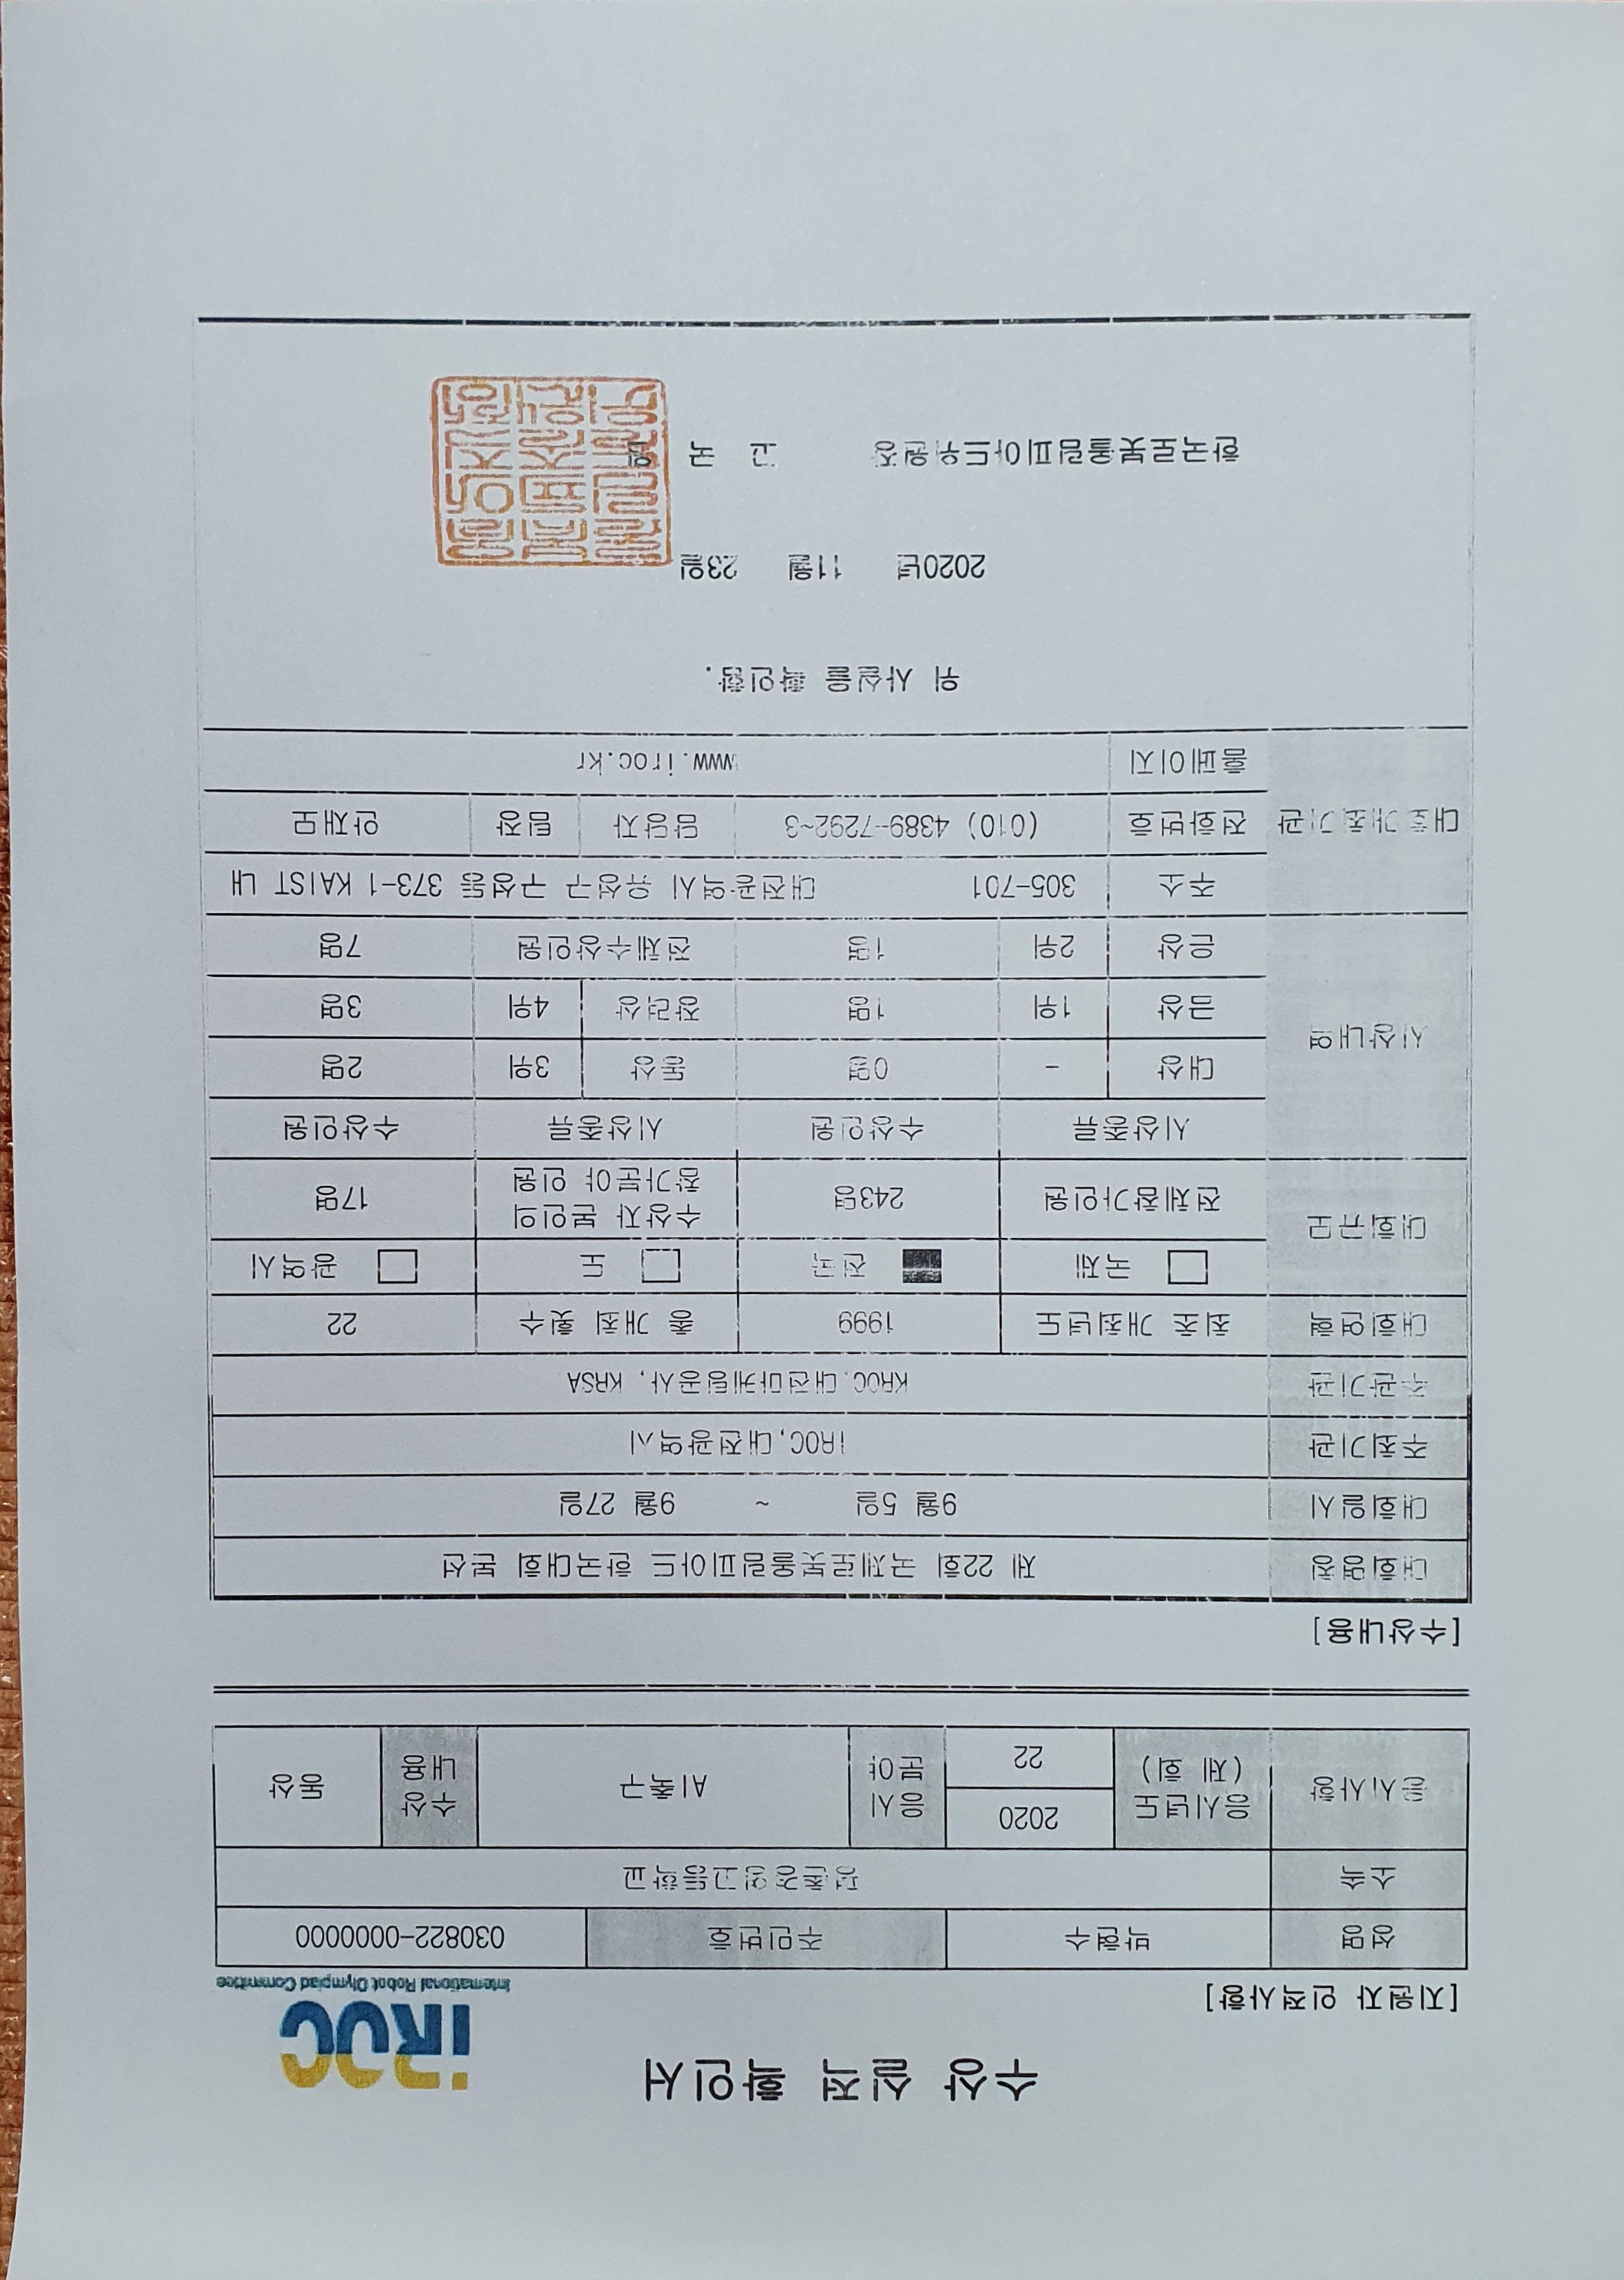 수상 실적 확인서
iROC
International Robot Olympiad Committee
[지원자 인적사항]
성명 박현수 주민번호 030822-0000000
소속 평촌경영고등학교
응시사항 응시년도 (제 회) 2020 22 응시 분야 AI축구 수상 내용 동상
[수상내용]
대회명칭 제 22회 국제로봇올림피아드 한국대회 본선
대회일시 9월 5일 ~ 9월 27일
주최기관 IROC,대전광역시
주관기관 KROC,대전마케팅공사, KRSA
대회연혁 최초 개최년도 1999 총 개최 횟수 22
대회규모 국제 전국 도 광역시
전체참가인원 243명 수상자 본인의 참가분야 인원 17명
시상내역 시상종류 수상인원 시상종류 수상인원
대상 - 0명 동상 3위 2명
금상 1위 1명 장려상 4위 3명
은상 2위 1명 전체수상인원 7명
대회개최기관 주소 305-701 대전광역시 유성구 구성동 373-1 KAIST 내
전화번호 (010) 4389-7292~3 담당자 팀장 안재모
홈페이지 www.iroc.kr
위 사실을 확인함.
2020년 11월 23일
한국로봇올림피아드위원장 고 국 원